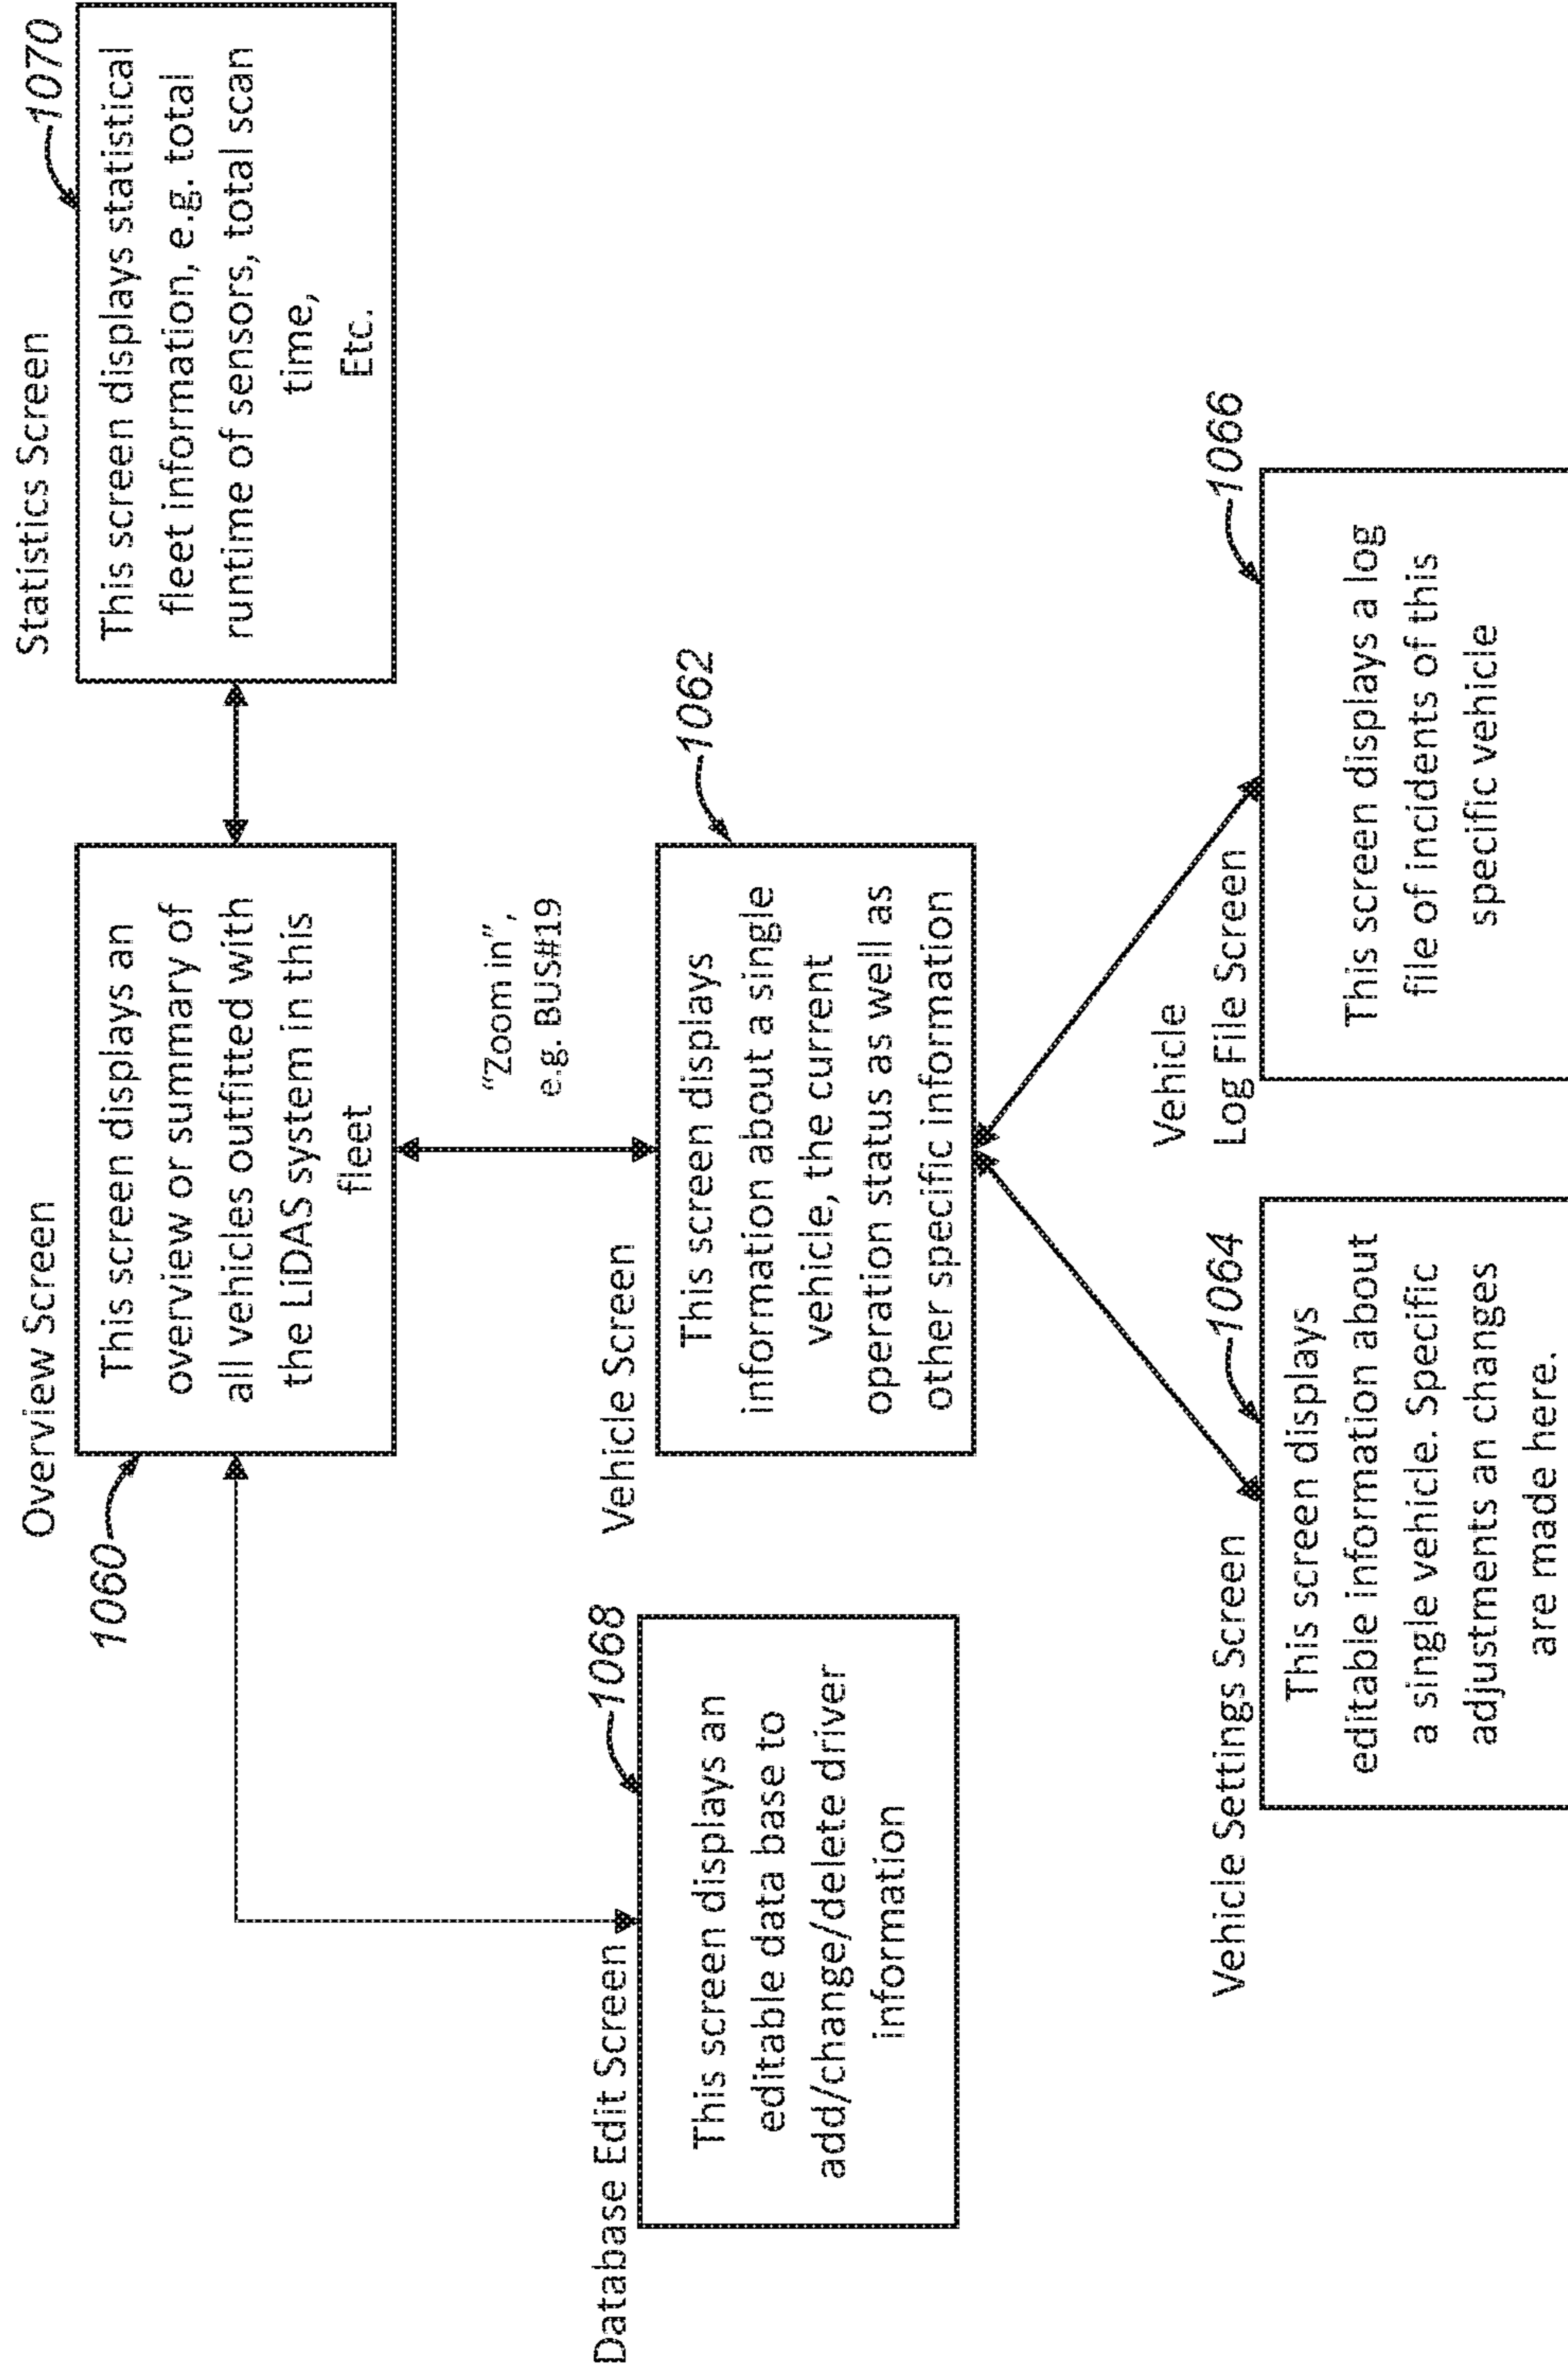 Overview Screen
1060
This screen displays an
overview or summary of
all vehicles outfitted with
the LiDAS system in this
fleet
Statistics Screen
1070
This screen displays statistical
fleet information, e.g. total
runtime of sensors, total scan
time,
Etc.
"Zoom in",
e.g. BUS#19
Database Edit Screen
1068
This screen displays an
editable data base to
add/change/delete driver
information
Vehicle Screen
1062
This screen displays
information about a single
vehicle, the current
operation status as well as
other specific information
Vehicle Settings Screen
1064
This screen displays
editable information about
a single vehicle. Specific
adjustments an changes
are made here.
Vehicle
Log File Screen
1066
This screen displays a log
file of incidents of this
specific vehicle